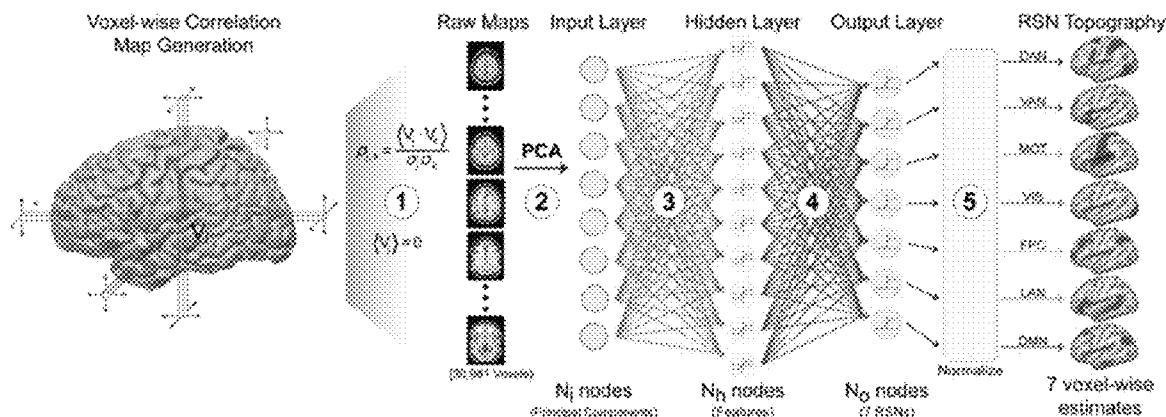 Voxel-wise Correlation
Map Generation
Raw Maps
Input Layer
Hidden Layer
Output Layer
RSN Topography
PCA
1
2
3
4
5
DAN
VAN
MOT
VIS
FPC
LAN
DMN
Normalize
Nᵢ nodes
(Principal Components)
Nₕ nodes
(Features)
Nₒ nodes
(7 RSNs)
7 voxel-wise
estimates